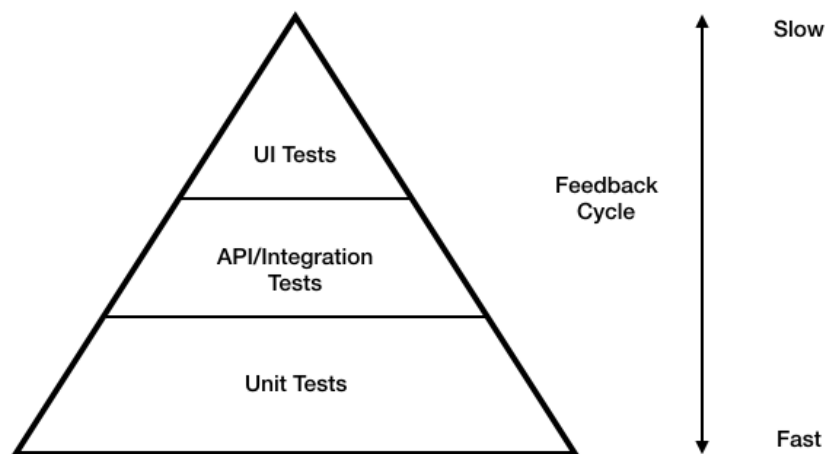 Slow
UI Tests
Feedback
Cycle
API/Integration
Tests
Unit Tests
Fast